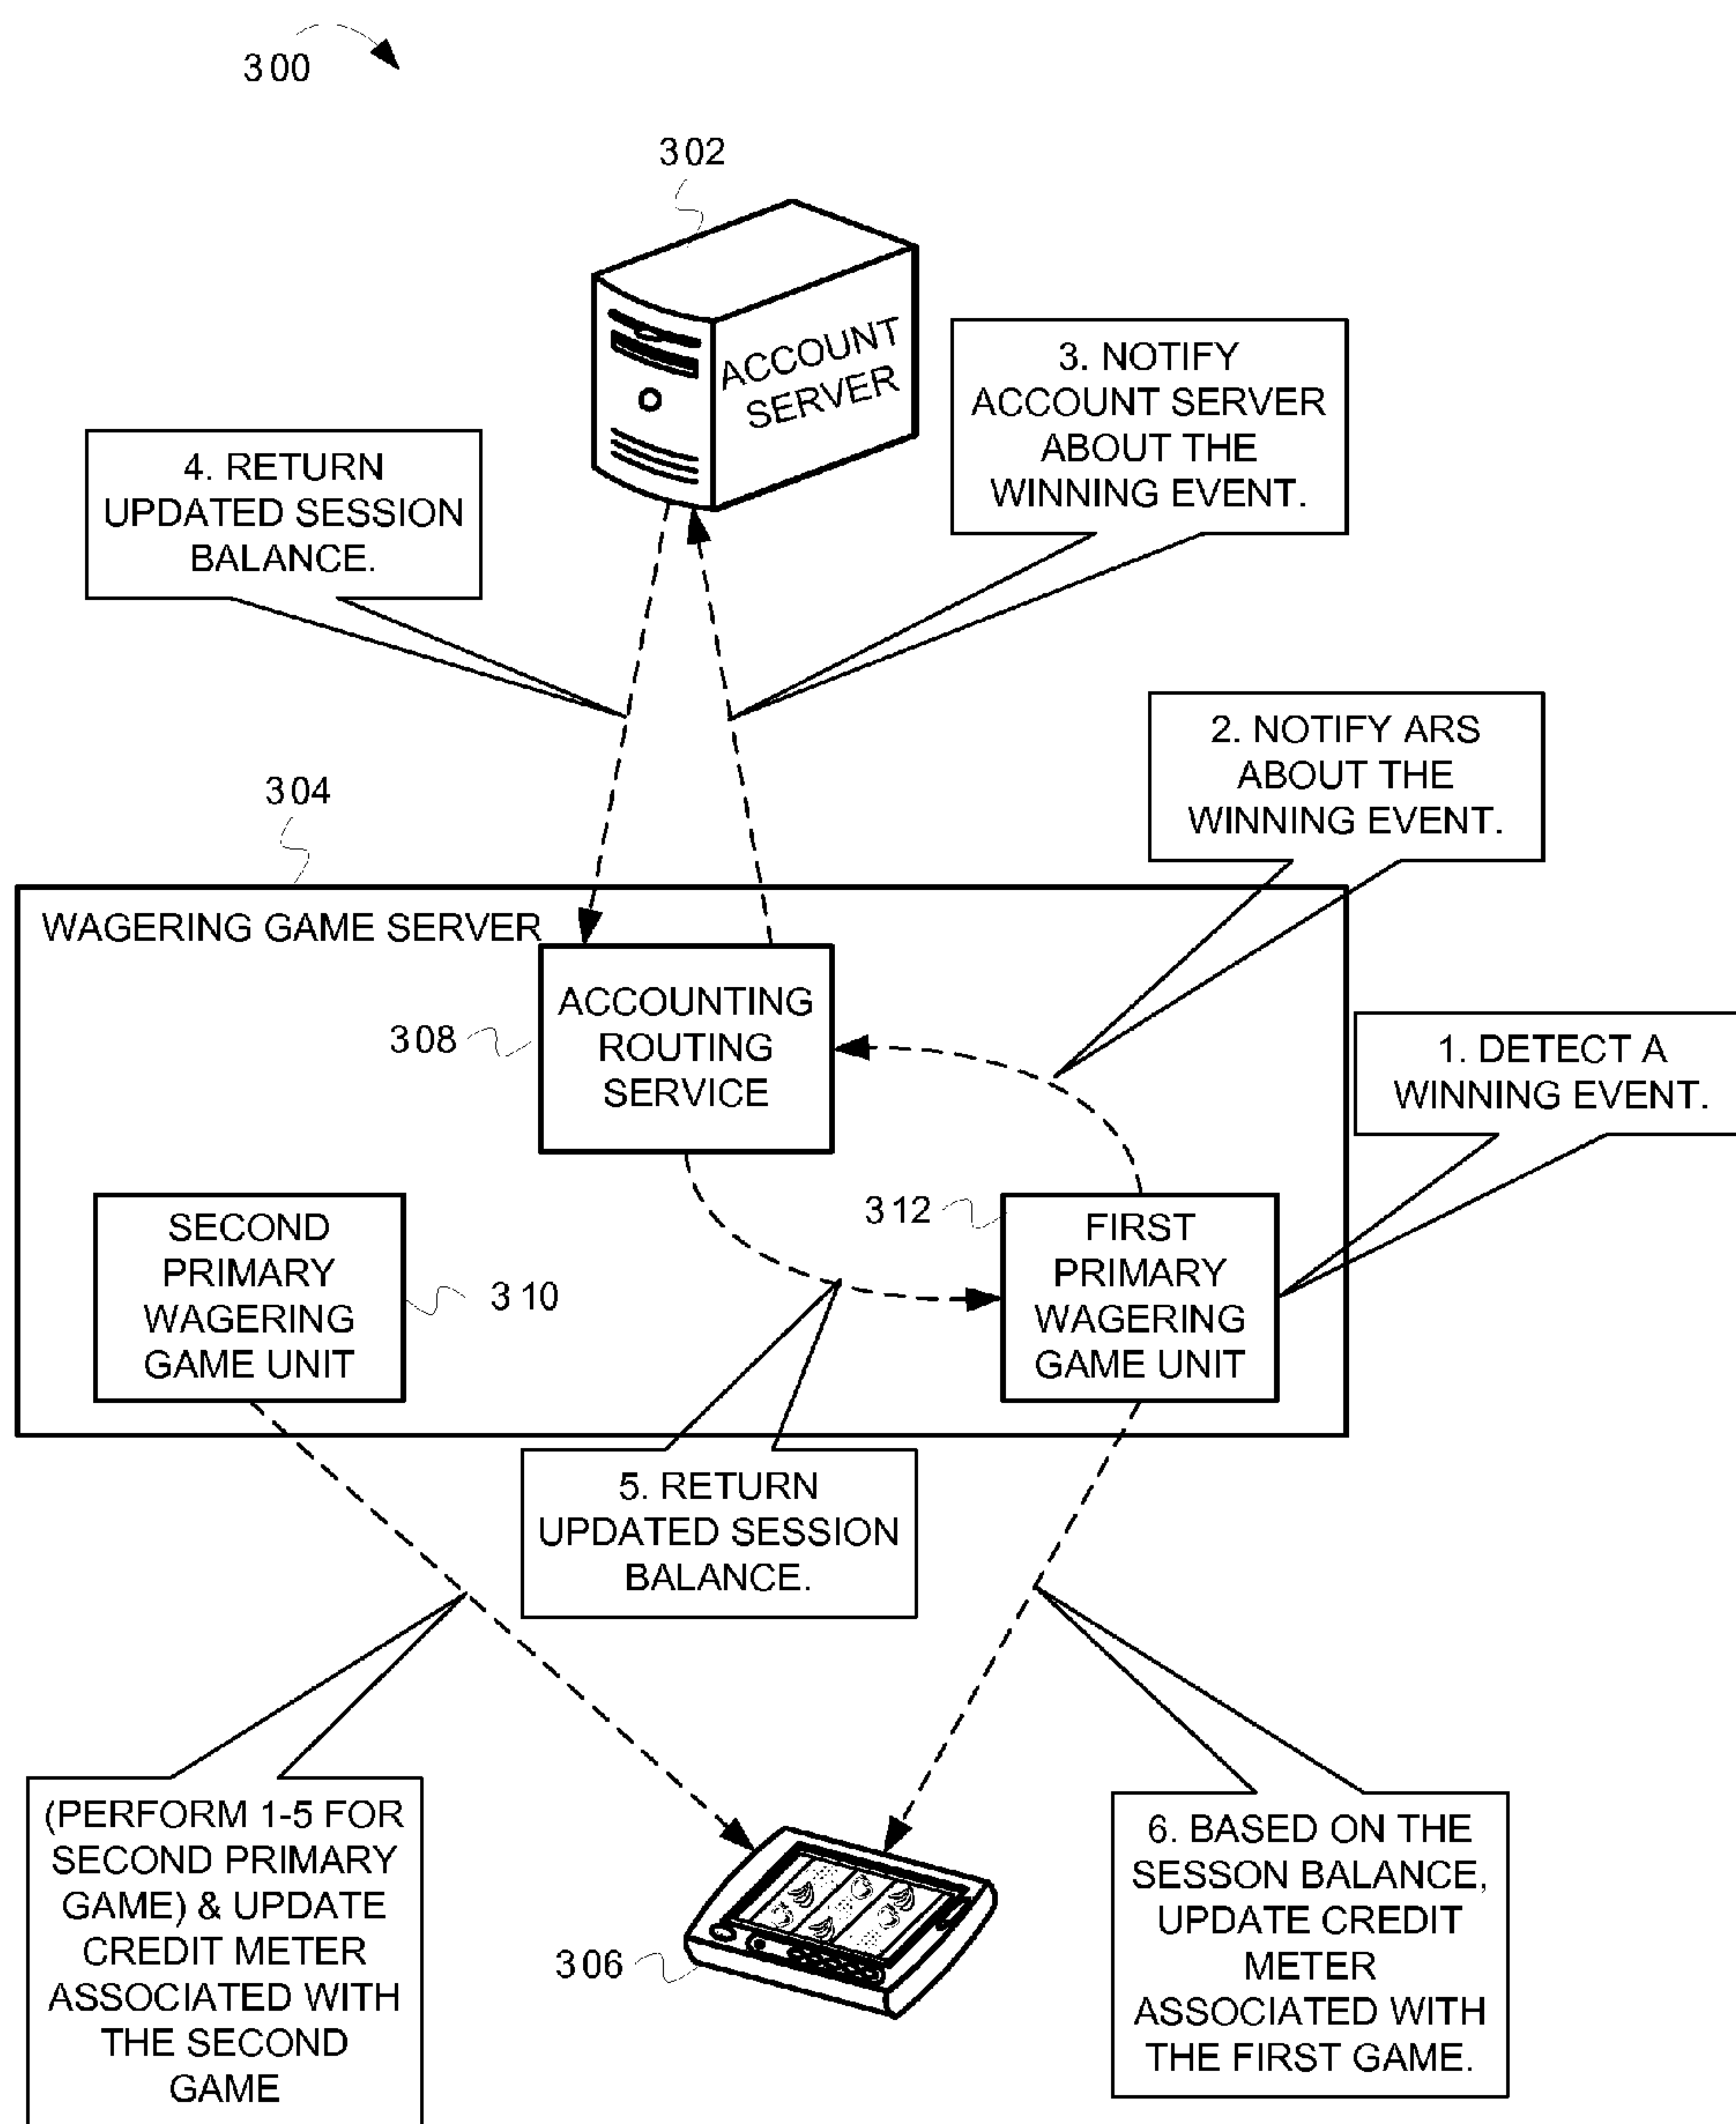 300
302
ACCOUNT
SERVER
3. NOTIFY
ACCOUNT SERVER
ABOUT THE
WINNING EVENT.
4. RETURN
UPDATED SESSION
BALANCE.
2. NOTIFY ARS
ABOUT THE
WINNING EVENT.
304
WAGERING GAME SERVER
ACCOUNTING
ROUTING
SERVICE
308
1. DETECT A
WINNING EVENT.
SECOND
PRIMARY
WAGERING
GAME UNIT
310
312
FIRST
PRIMARY
WAGERING
GAME UNIT
5. RETURN
UPDATED SESSION
BALANCE.
(PERFORM 1-5 FOR
SECOND PRIMARY
GAME) & UPDATE
CREDIT METER
ASSOCIATED WITH
THE SECOND
GAME
306
6. BASED ON THE
SESSON BALANCE,
UPDATE CREDIT
METER
ASSOCIATED WITH
THE FIRST GAME.